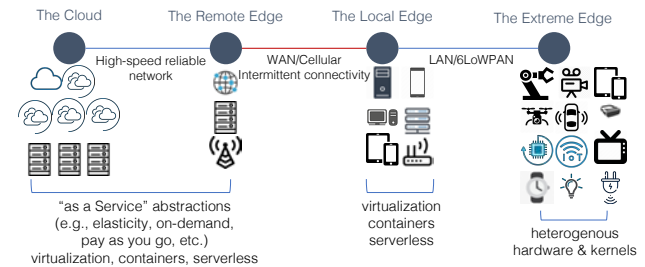 The Cloud
The Remote Edge
The Local Edge
The Extreme Edge
High-speed reliable
network
WAN/Cellular
Intermittent connectivity
LAN/6LoWPAN
IoT
“as a Service” abstractions
(e.g., elasticity, on-demand,
pay as you go, etc.)
virtualization, containers, serverless
virtualization
containers
serverless
heterogenous
hardware & kernels